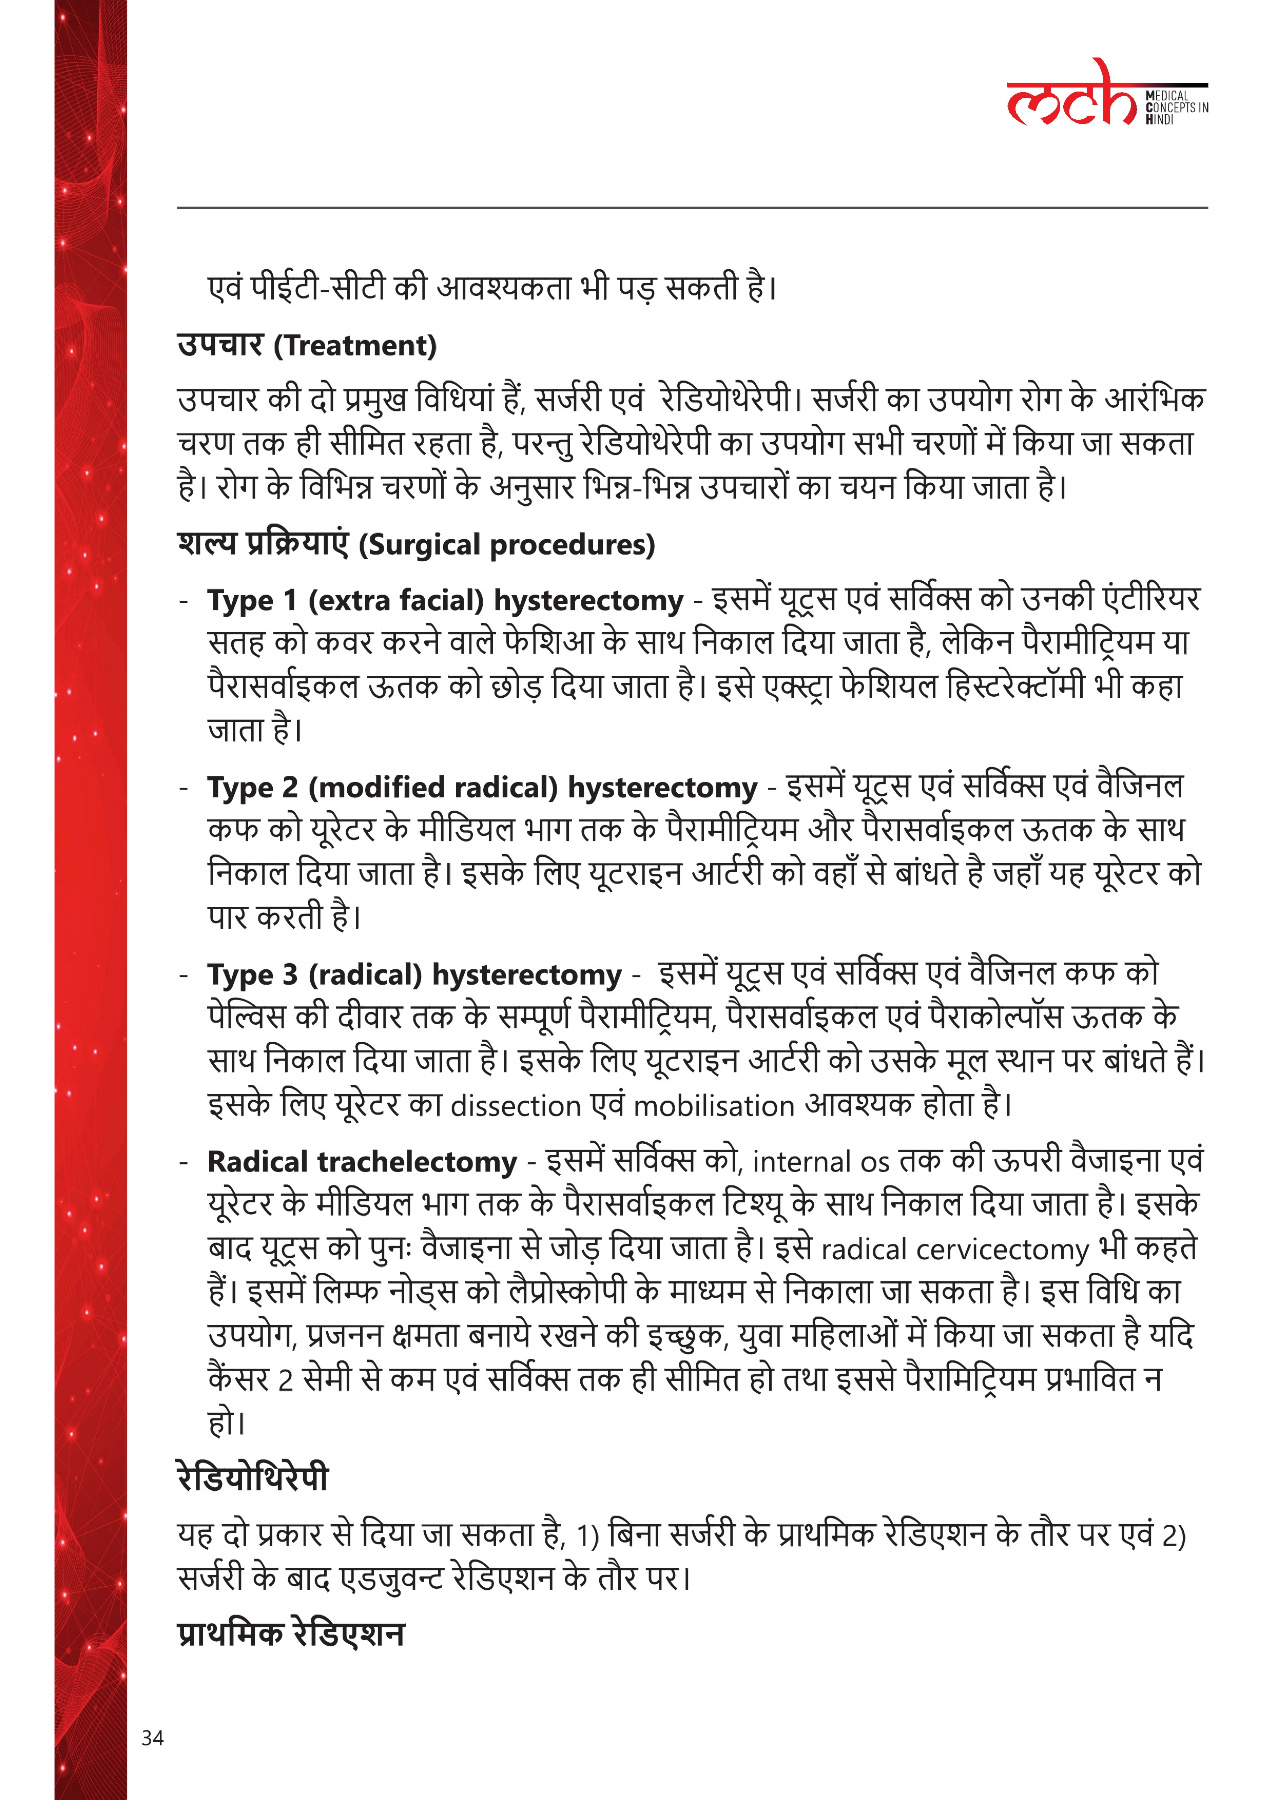 mch MEDICAL
CONCEPTS IN
HINDI
एवं पीईटी-सीटी की आवश्यकता भी पड़ सकती है।
उपचार (Treatment)
उपचार की दो प्रमुख विधियां हैं, सर्जरी एवं रेडियोथेरेपी। सर्जरी का उपयोग रोग के आरंभिक
चरण तक ही सीमित रहता है, परन्तु रेडियोथेरेपी का उपयोग सभी चरणों में किया जा सकता
है। रोग के विभिन्न चरणों के अनुसार भिन्न-भिन्न उपचारों का चयन किया जाता है।
शल्य प्रक्रियाएं (Surgical procedures)
- Type 1 (extra facial) hysterectomy - इसमें यूट्रस एवं सर्विक्स को उनकी एंटीरियर
सतह को कवर करने वाले फेशिआ के साथ निकाल दिया जाता है, लेकिन पैरामीट्रियम या
पैरासर्वाइकल ऊतक को छोड़ दिया जाता है। इसे एक्स्ट्रा फेशियल हिस्टरेक्टॉमी भी कहा
जाता है।
- Type 2 (modified radical) hysterectomy - इसमें यूट्रस एवं सर्विक्स एवं वैजिनल
कफ को यूरेटर के मीडियल भाग तक के पैरामीट्रियम और पैरासर्वाइकल ऊतक के साथ
निकाल दिया जाता है। इसके लिए यूटराइन आर्टरी को वहाँ से बांधते है जहाँ यह यूरेटर को
पार करती है।
- Type 3 (radical) hysterectomy - इसमें यूट्रस एवं सर्विक्स एवं वैजिनल कफ को
पेल्विस की दीवार तक के सम्पूर्ण पैरामीट्रियम, पैरासर्वाइकल एवं पैराकोल्पॉस ऊतक के
साथ निकाल दिया जाता है। इसके लिए यूटराइन आर्टरी को उसके मूल स्थान पर बांधते हैं।
इसके लिए यूरेटर का dissection एवं mobilisation आवश्यक होता है।
- Radical trachelectomy - इसमें सर्विक्स को, internal os तक की ऊपरी वैजाइना एवं
यूरेटर के मीडियल भाग तक के पैरासर्वाइकल टिश्यू के साथ निकाल दिया जाता है। इसके
बाद यूट्रस को पुनः वैजाइना से जोड़ दिया जाता है। इसे radical cervicectomy भी कहते
हैं। इसमें लिम्फ नोड्स को लैप्रोस्कोपी के माध्यम से निकाला जा सकता है। इस विधि का
उपयोग, प्रजनन क्षमता बनाये रखने की इच्छुक, युवा महिलाओं में किया जा सकता है यदि
कैंसर 2 सेमी से कम एवं सर्विक्स तक ही सीमित हो तथा इससे पैरामिट्रियम प्रभावित न
हो।
रेडियोथिरेपी
यह दो प्रकार से दिया जा सकता है, 1) बिना सर्जरी के प्राथमिक रेडिएशन के तौर पर एवं 2)
सर्जरी के बाद एडजुवन्ट रेडिएशन के तौर पर।
प्राथमिक रेडिएशन
34